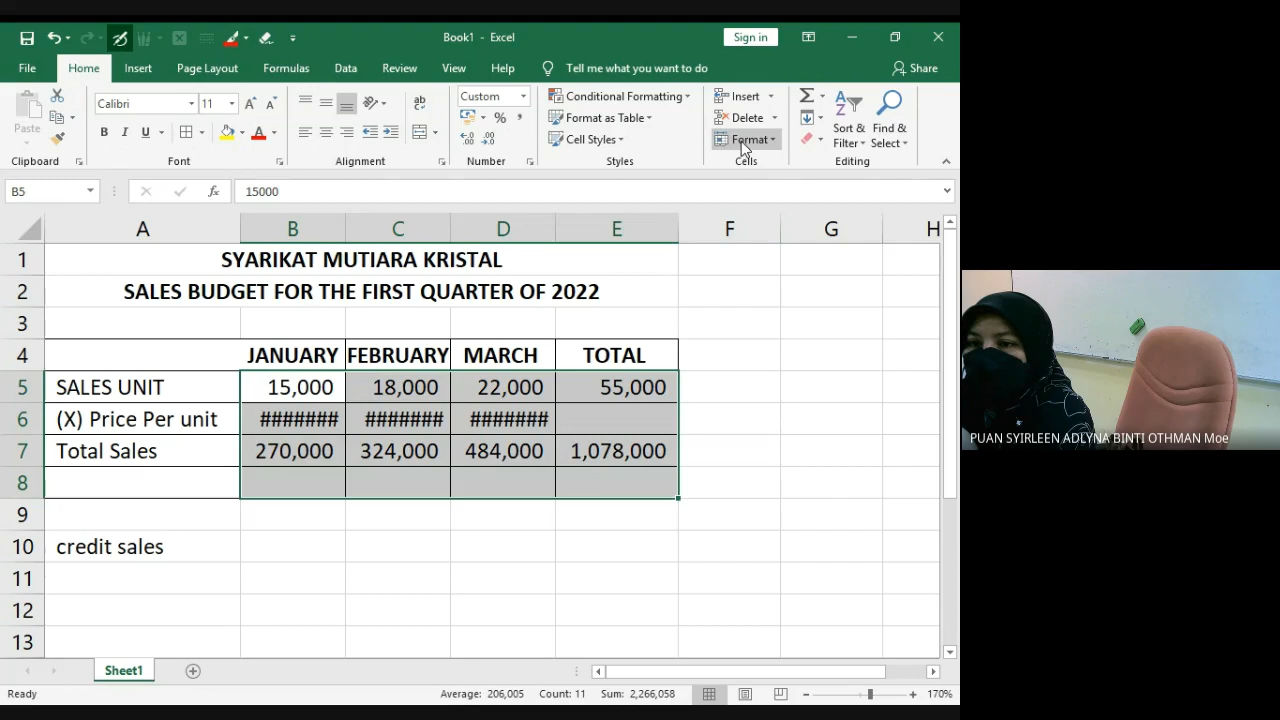 Book1 - Excel
Sign in
File Home Insert Page Layout Formulas Data Review View Help Tell me what you want to do Share
Paste
Calibri 11
B I U
Custom
% ,
Conditional Formatting
Format as Table
Cell Styles
Insert
Delete
Format
Sort & Filter
Find & Select
Clipboard Font Alignment Number Styles Cells Editing
B5 fx 15000
A B C D E F G H
1 SYARIKAT MUTIARA KRISTAL
2 SALES BUDGET FOR THE FIRST QUARTER OF 2022
3
4 JANUARY FEBRUARY MARCH TOTAL
5 SALES UNIT 15,000 18,000 22,000 55,000
6 (X) Price Per unit ####### ####### #######
7 Total Sales 270,000 324,000 484,000 1,078,000
8
9
10 credit sales
11
12
13
Sheet1
Ready Average: 206,005 Count: 11 Sum: 2,266,058 170%
PUAN SYIRLEEN ADLYNA BINTI OTHMAN Moe